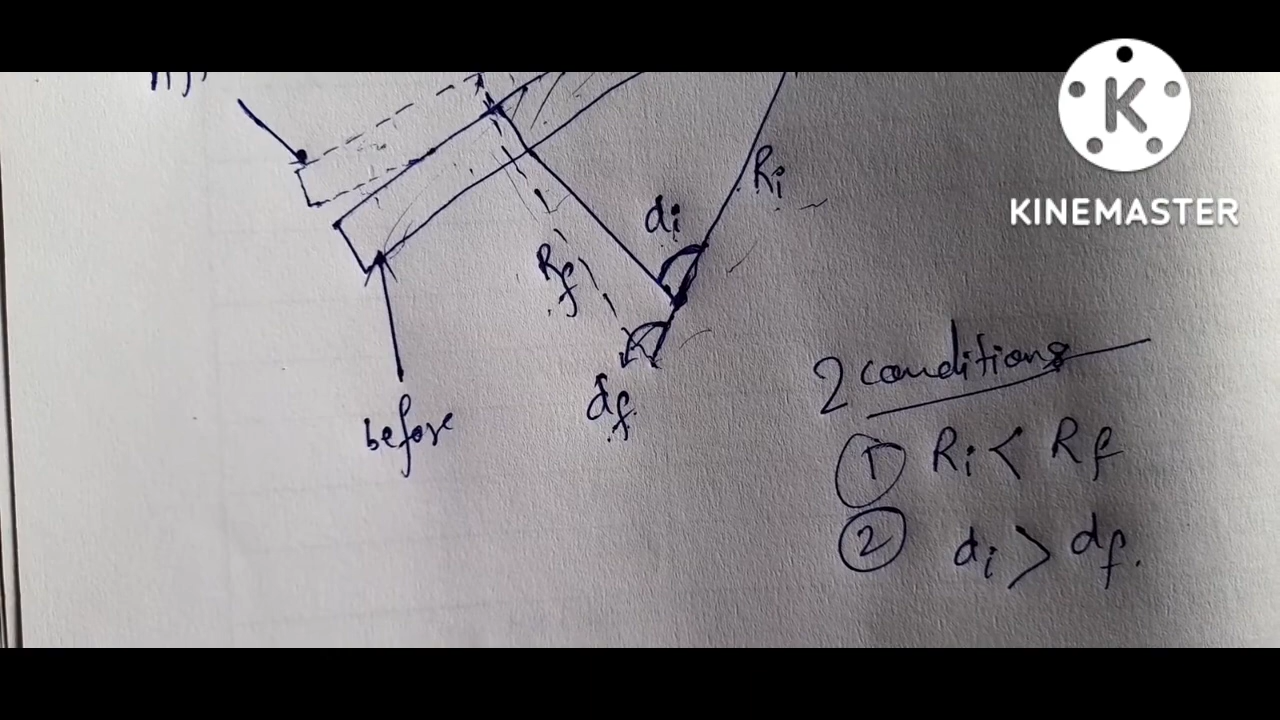 KINEMASTER
Ri
di
Rf
df
before
2 conditions
1 Ri < Rf
2 di > df.